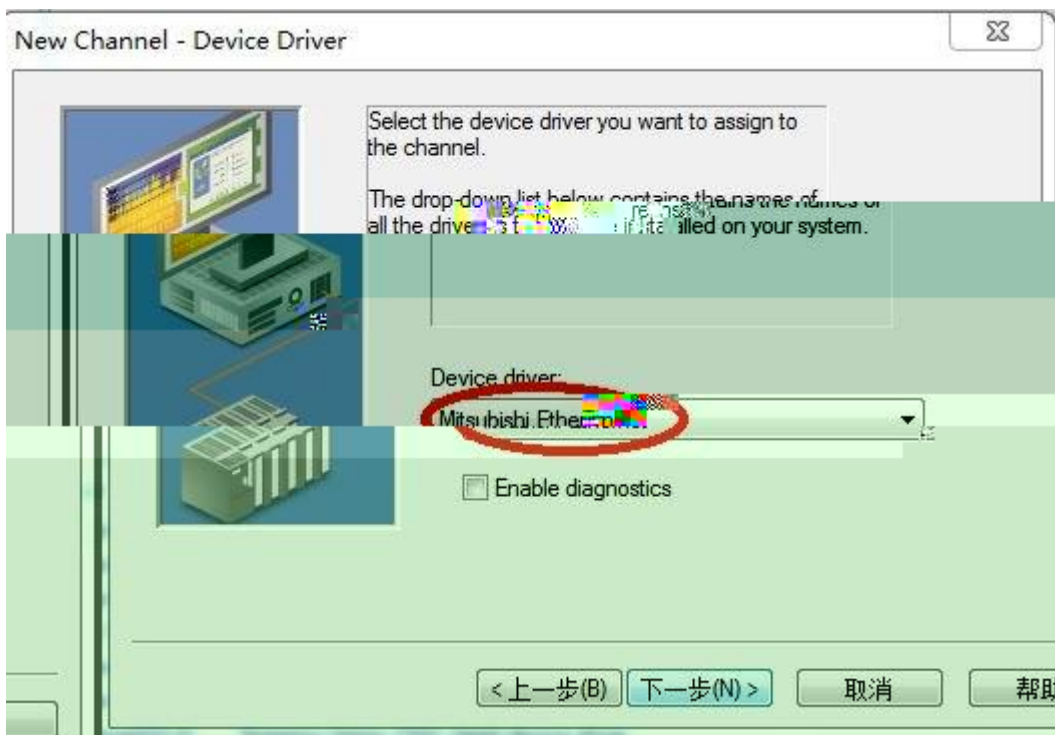 New Channel - Device Driver
Select the device driver you want to assign to
the channel.
The drop-down list below contains the names of
all the alled on your system.
Device driver:
Mitsubishi
Enable diagnostics
<上一步(B) 下一步(N)> 取消